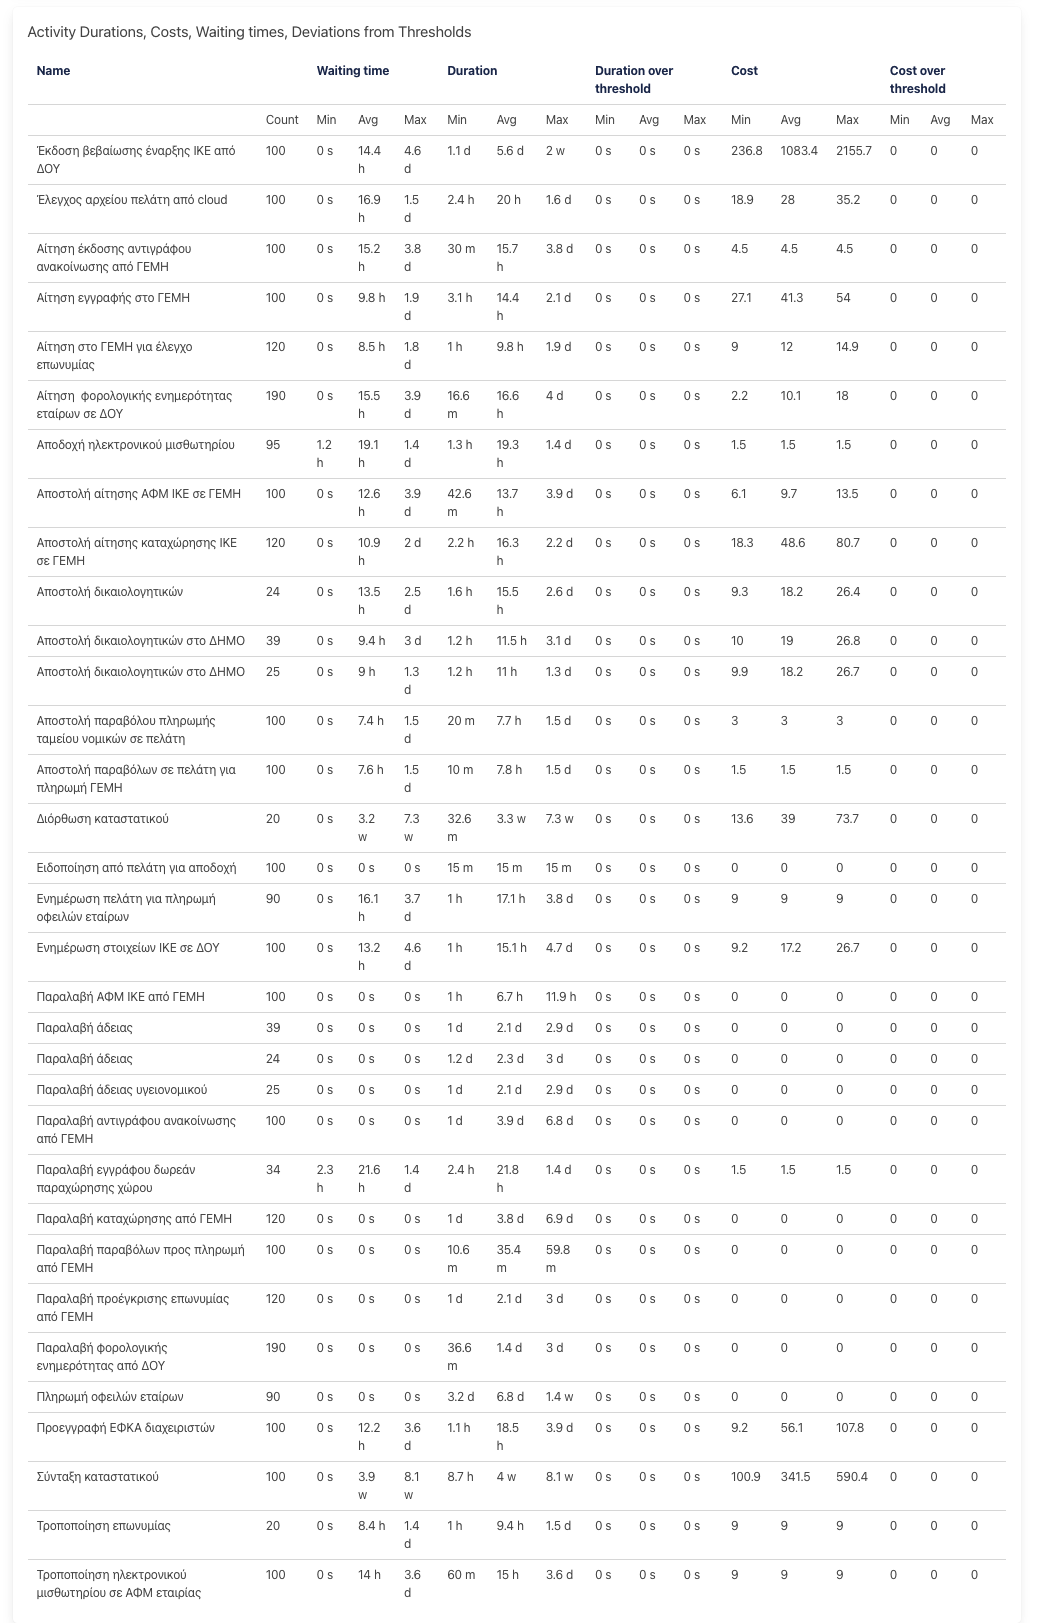 Activity Durations, Costs, Waiting times, Deviations from Thresholds
Name Waiting time Duration Duration over Cost Cost over
threshold threshold
Count Min Avg Max Min Avg Max Min Avg Max Min Avg Max Min Avg Max
Έκδοση βεβαίωσης έναρξης ΙΚΕ από 100 0 s 14.4 4.6 1.1 d 5.6 d 2 w 0 s 0 s 0 s 236.8 1083.4 2155.7 0 0 0
ΔΟΥ h d
Έλεγχος αρχείου πελάτη από cloud 100 0 s 16.9 1.5 2.4 h 20 h 1.6 d 0 s 0 s 0 s 18.9 28 35.2 0 0 0
h d
Αίτηση έκδοσης αντιγράφου 100 0 s 15.2 3.8 30 m 15.7 3.8 d 0 s 0 s 0 s 4.5 4.5 4.5 0 0 0
ανακοίνωσης από ΓΕΜΗ h d h
Αίτηση εγγραφής στο ΓΕΜΗ 100 0 s 9.8 h 1.9 3.1 h 14.4 2.1 d 0 s 0 s 0 s 27.1 41.3 54 0 0 0
d h
Αίτηση στο ΓΕΜΗ για έλεγχο 120 0 s 8.5 h 1.8 1 h 9.8 h 1.9 d 0 s 0 s 0 s 9 12 14.9 0 0 0
επωνυμίας d
Αίτηση φορολογικής ενημερότητας 190 0 s 15.5 3.9 16.6 16.6 4 d 0 s 0 s 0 s 2.2 10.1 18 0 0 0
εταίρων σε ΔΟΥ h d m h
Αποδοχή ηλεκτρονικού μισθωτηρίου 95 1.2 19.1 1.4 1.3 h 19.3 1.4 d 0 s 0 s 0 s 1.5 1.5 1.5 0 0 0
h h d h
Αποστολή αίτησης ΑΦΜ ΙΚΕ σε ΓΕΜΗ 100 0 s 12.6 3.9 42.6 13.7 3.9 d 0 s 0 s 0 s 6.1 9.7 13.5 0 0 0
h d m h
Αποστολή αίτησης καταχώρησης ΙΚΕ 120 0 s 10.9 2 d 2.2 h 16.3 2.2 d 0 s 0 s 0 s 18.3 48.6 80.7 0 0 0
σε ΓΕΜΗ h h
Αποστολή δικαιολογητικών 24 0 s 13.5 2.5 1.6 h 15.5 2.6 d 0 s 0 s 0 s 9.3 18.2 26.4 0 0 0
h d h
Αποστολή δικαιολογητικών στο ΔΗΜΟ 39 0 s 9.4 h 3 d 1.2 h 11.5 h 3.1 d 0 s 0 s 0 s 10 19 26.8 0 0 0
Αποστολή δικαιολογητικών στο ΔΗΜΟ 25 0 s 9 h 1.3 1.2 h 11 h 1.3 d 0 s 0 s 0 s 9.9 18.2 26.7 0 0 0
d
Αποστολή παραβόλου πληρωμής 100 0 s 7.4 h 1.5 20 m 7.7 h 1.5 d 0 s 0 s 0 s 3 3 3 0 0 0
ταμείου νομικών σε πελάτη d
Αποστολή παραβόλων σε πελάτη για 100 0 s 7.6 h 1.5 10 m 7.8 h 1.5 d 0 s 0 s 0 s 1.5 1.5 1.5 0 0 0
πληρωμή ΓΕΜΗ d
Διόρθωση καταστατικού 20 0 s 3.2 7.3 32.6 3.3 w 7.3 w 0 s 0 s 0 s 13.6 39 73.7 0 0 0
w w m
Ειδοποίηση από πελάτη για αποδοχή 100 0 s 0 s 0 s 15 m 15 m 15 m 0 s 0 s 0 s 0 0 0 0 0 0
Ενημέρωση πελάτη για πληρωμή 90 0 s 16.1 3.7 1 h 17.1 h 3.8 d 0 s 0 s 0 s 9 9 9 0 0 0
οφειλών εταίρων h d
Ενημέρωση στοιχείων ΙΚΕ σε ΔΟΥ 100 0 s 13.2 4.6 1 h 15.1 h 4.7 d 0 s 0 s 0 s 9.2 17.2 26.7 0 0 0
h d
Παραλαβή ΑΦΜ ΙΚΕ από ΓΕΜΗ 100 0 s 0 s 0 s 1 h 6.7 h 11.9 h 0 s 0 s 0 s 0 0 0 0 0 0
Παραλαβή άδειας 39 0 s 0 s 0 s 1 d 2.1 d 2.9 d 0 s 0 s 0 s 0 0 0 0 0 0
Παραλαβή άδειας 24 0 s 0 s 0 s 1.2 d 2.3 d 3 d 0 s 0 s 0 s 0 0 0 0 0 0
Παραλαβή άδειας υγειονομικού 25 0 s 0 s 0 s 1 d 2.1 d 2.9 d 0 s 0 s 0 s 0 0 0 0 0 0
Παραλαβή αντιγράφου ανακοίνωσης 100 0 s 0 s 0 s 1 d 3.9 d 6.8 d 0 s 0 s 0 s 0 0 0 0 0 0
από ΓΕΜΗ
Παραλαβή εγγράφου δωρεάν 34 2.3 21.6 1.4 2.4 h 21.8 1.4 d 0 s 0 s 0 s 1.5 1.5 1.5 0 0 0
παραχώρησης χώρου h h d h
Παραλαβή καταχώρησης από ΓΕΜΗ 120 0 s 0 s 0 s 1 d 3.8 d 6.9 d 0 s 0 s 0 s 0 0 0 0 0 0
Παραλαβή παραβόλων προς πληρωμή 100 0 s 0 s 0 s 10.6 35.4 59.8 0 s 0 s 0 s 0 0 0 0 0 0
από ΓΕΜΗ m m m
Παραλαβή προέγκρισης επωνυμίας 120 0 s 0 s 0 s 1 d 2.1 d 3 d 0 s 0 s 0 s 0 0 0 0 0 0
από ΓΕΜΗ
Παραλαβή φορολογικής 190 0 s 0 s 0 s 36.6 1.4 d 3 d 0 s 0 s 0 s 0 0 0 0 0 0
ενημερότητας από ΔΟΥ m
Πληρωμή οφειλών εταίρων 90 0 s 0 s 0 s 3.2 d 6.8 d 1.4 w 0 s 0 s 0 s 0 0 0 0 0 0
Προεγγραφή ΕΦΚΑ διαχειριστών 100 0 s 12.2 3.6 1.1 h 18.5 3.9 d 0 s 0 s 0 s 9.2 56.1 107.8 0 0 0
h d h
Σύνταξη καταστατικού 100 0 s 3.9 8.1 8.7 h 4 w 8.1 w 0 s 0 s 0 s 100.9 341.5 590.4 0 0 0
w w
Τροποποίηση επωνυμίας 20 0 s 8.4 h 1.4 1 h 9.4 h 1.5 d 0 s 0 s 0 s 9 9 9 0 0 0
d
Τροποποίηση ηλεκτρονικού 100 0 s 14 h 3.6 60 m 15 h 3.6 d 0 s 0 s 0 s 9 9 9 0 0 0
μισθωτηρίου σε ΑΦΜ εταιρίας d